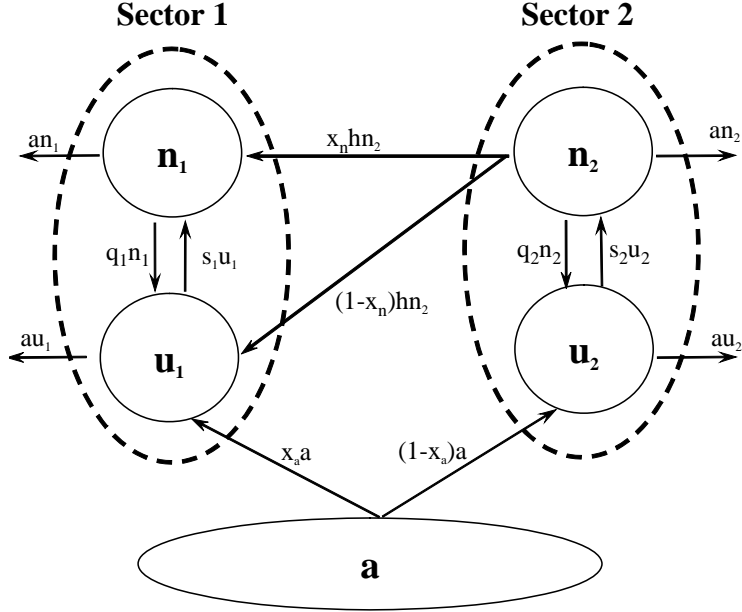 Sector 1 Sector 2
an₁ n₁ xₙhn₂ n₂ an₂
q₁n₁ s₁u₁ q₂n₂ s₂u₂
(1-xₙ)hn₂
au₁ u₁ u₂ au₂
xₐa (1-xₐ)a
a